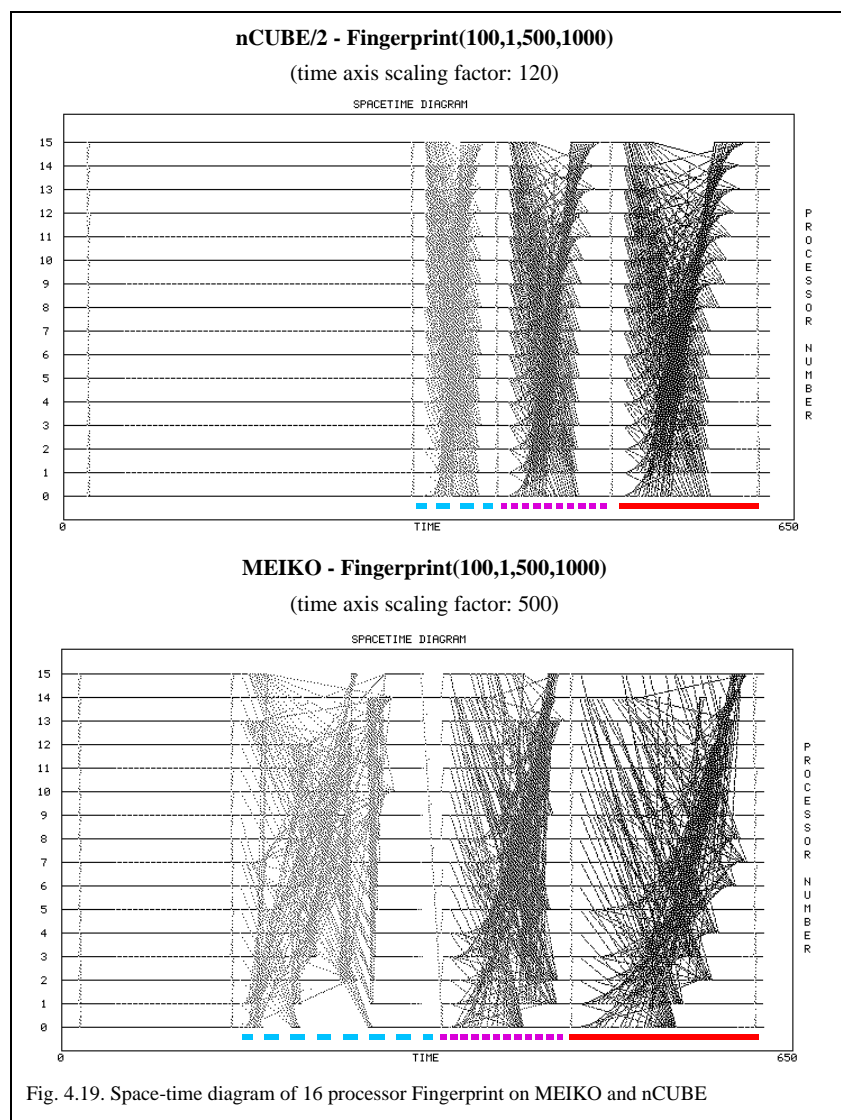 nCUBE/2 - Fingerprint(100,1,500,1000)
(time axis scaling factor: 120)
SPACETIME DIAGRAM
15
14
13
12
11
10
9
8
7
6
5
4
3
2
1
0
PROCESSOR NUMBER
0 TIME 650
MEIKO - Fingerprint(100,1,500,1000)
(time axis scaling factor: 500)
SPACETIME DIAGRAM
15
14
13
12
11
10
9
8
7
6
5
4
3
2
1
0
PROCESSOR NUMBER
0 TIME 650
Fig. 4.19. Space-time diagram of 16 processor Fingerprint on MEIKO and nCUBE